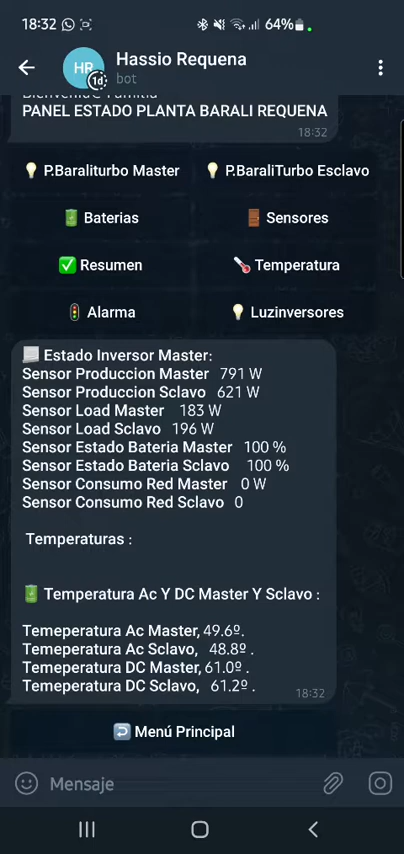 18:32
64%
HR
1d
Hassio Requena
bot
Bienvenid@ Familia
PANEL ESTADO PLANTA BARALI REQUENA
18:32
P.Baraliturbo Master
P.BaraliTurbo Esclavo
Baterias
Sensores
Resumen
Temperatura
Alarma
Luzinversores
Estado Inversor Master:
Sensor Produccion Master 791 W
Sensor Produccion Sclavo 621 W
Sensor Load Master 183 W
Sensor Load Sclavo 196 W
Sensor Estado Bateria Master 100 %
Sensor Estado Bateria Sclavo 100 %
Sensor Consumo Red Master 0 W
Sensor Consumo Red Sclavo 0
Temperaturas :
Temperatura Ac Y DC Master Y Sclavo :
Temeperatura Ac Master, 49.6º.
Temeperatura Ac Sclavo, 48.8º .
Temeperatura DC Master, 61.0º .
Temeperatura DC Sclavo, 61.2º .
18:32
Menú Principal
Mensaje